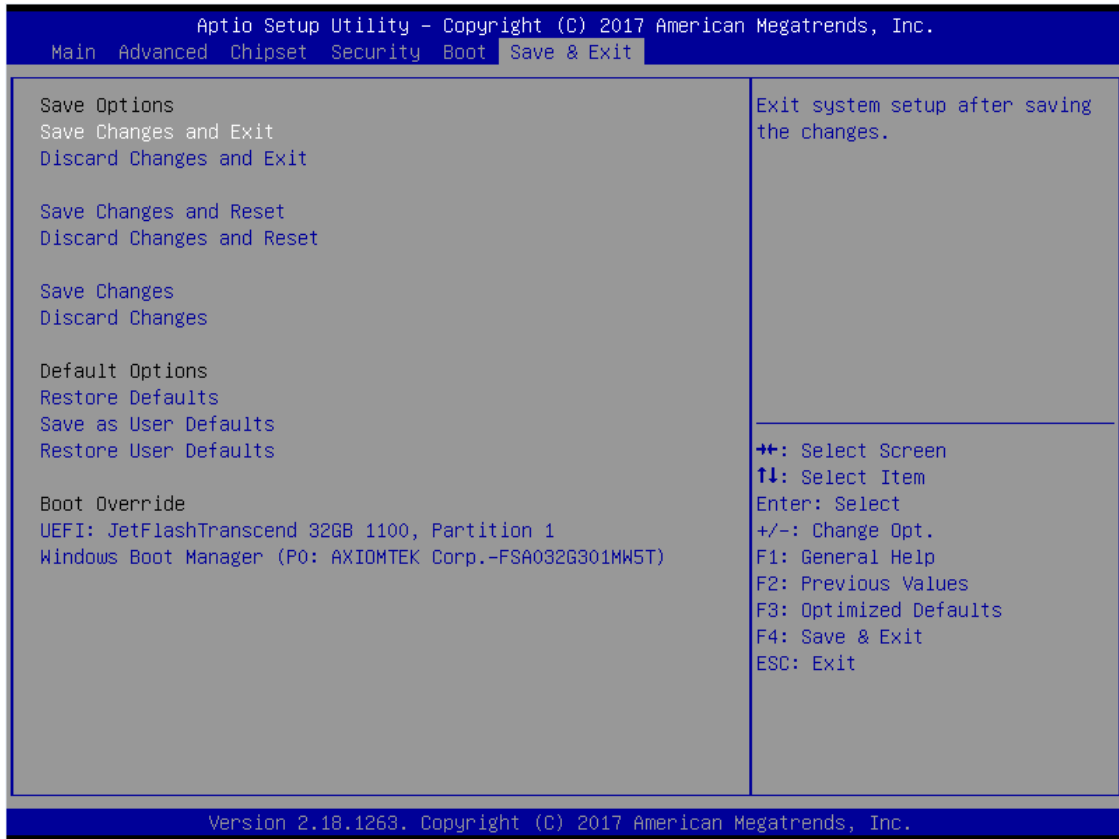 Aptio Setup Utility – Copyright (C) 2017 American Megatrends, Inc.
Main Advanced Chipset Security Boot Save & Exit
Save Options
Save Changes and Exit
Discard Changes and Exit
Save Changes and Reset
Discard Changes and Reset
Save Changes
Discard Changes
Default Options
Restore Defaults
Save as User Defaults
Restore User Defaults
Boot Override
UEFI: JetFlashTranscend 32GB 1100, Partition 1
Windows Boot Manager (P0: AXIOMTEK Corp.-FSA032G301MW5T)
Exit system setup after saving
the changes.
→←: Select Screen
↑↓: Select Item
Enter: Select
+/-: Change Opt.
F1: General Help
F2: Previous Values
F3: Optimized Defaults
F4: Save & Exit
ESC: Exit
Version 2.18.1263. Copyright (C) 2017 American Megatrends, Inc.